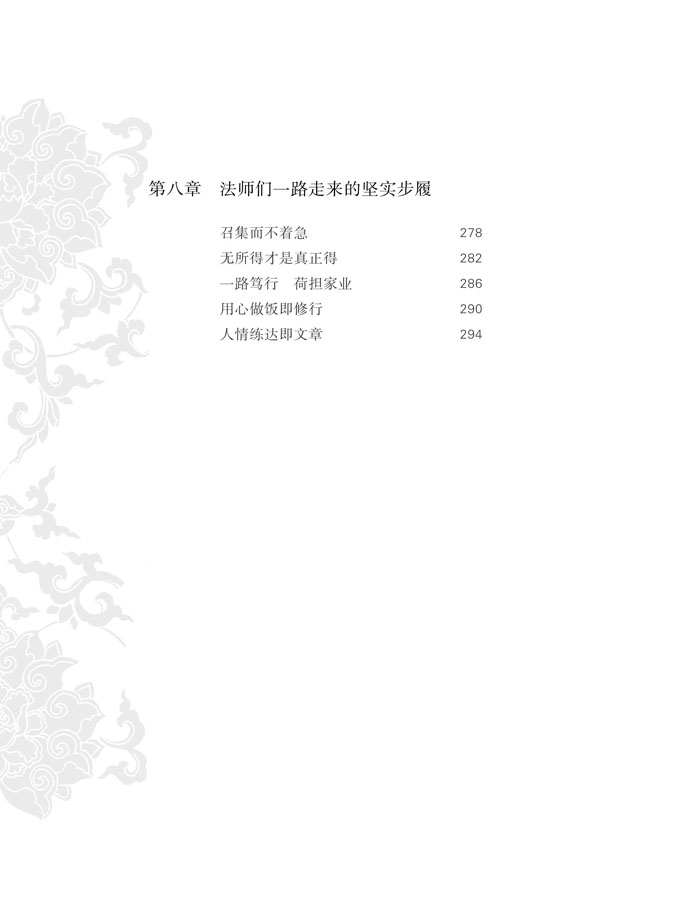 第八章　法师们一路走来的坚实步履
召集而不着急 278
无所得才是真正得 282
一路笃行　荷担家业 286
用心做饭即修行 290
人情练达即文章 294